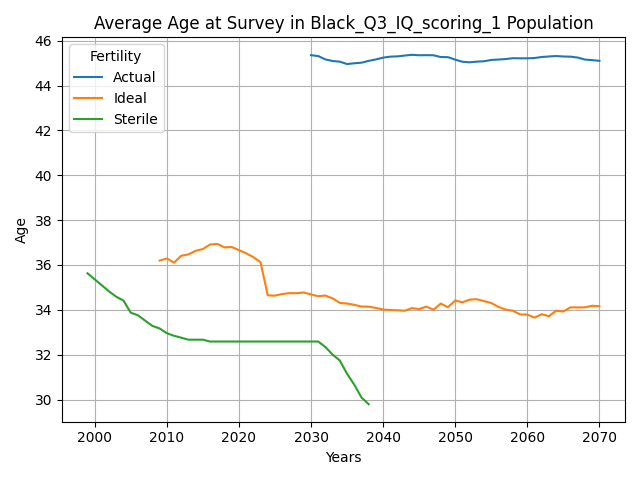 Average Age at Survey in Black_Q3_IQ_scoring_1 Population
Fertility
Actual
Ideal
Sterile
Age
46
44
42
40
38
36
34
32
30
2000
2010
2020
2030
2040
2050
2060
2070
Years